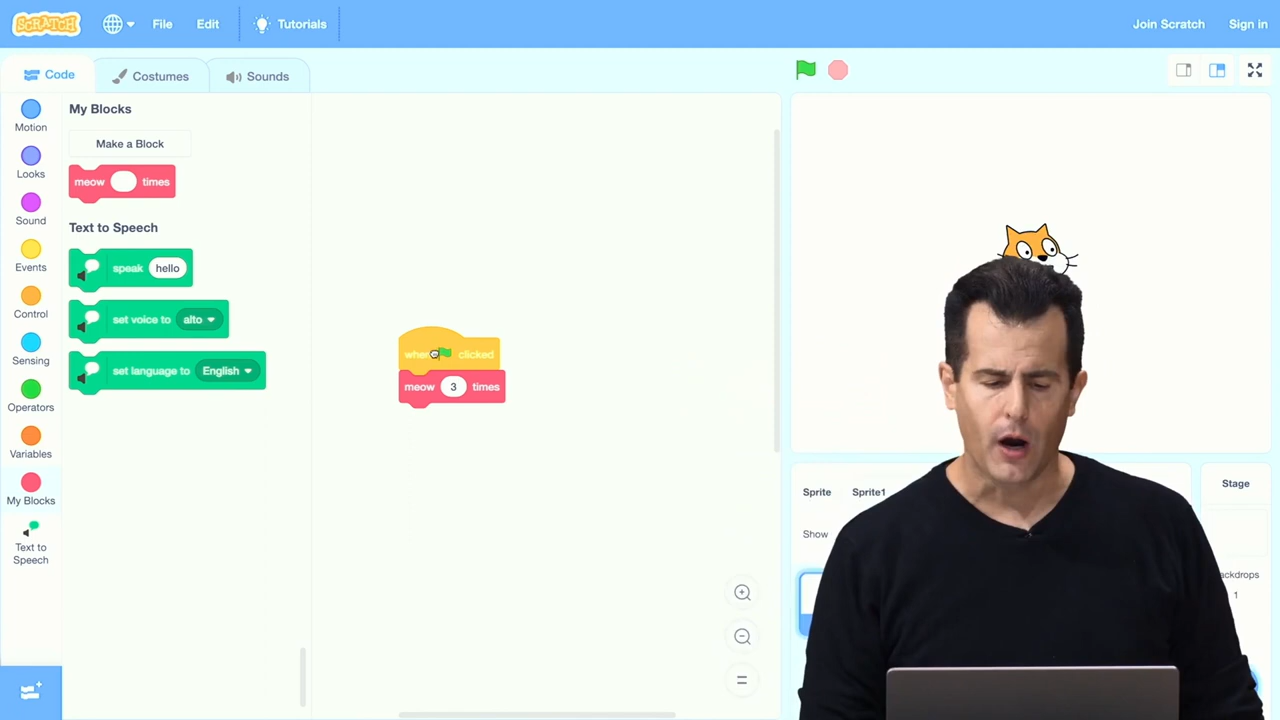 SCRATCH
File
Edit
Tutorials
Join Scratch
Sign in
Code
Costumes
Sounds
Motion
Looks
Sound
Events
Control
Sensing
Operators
Variables
My Blocks
Text to
Speech
My Blocks
Make a Block
meow times
Text to Speech
speak hello
set voice to alto
set language to English
when clicked
meow 3 times
Sprite Sprite1
Show
Stage
ackdrops
1